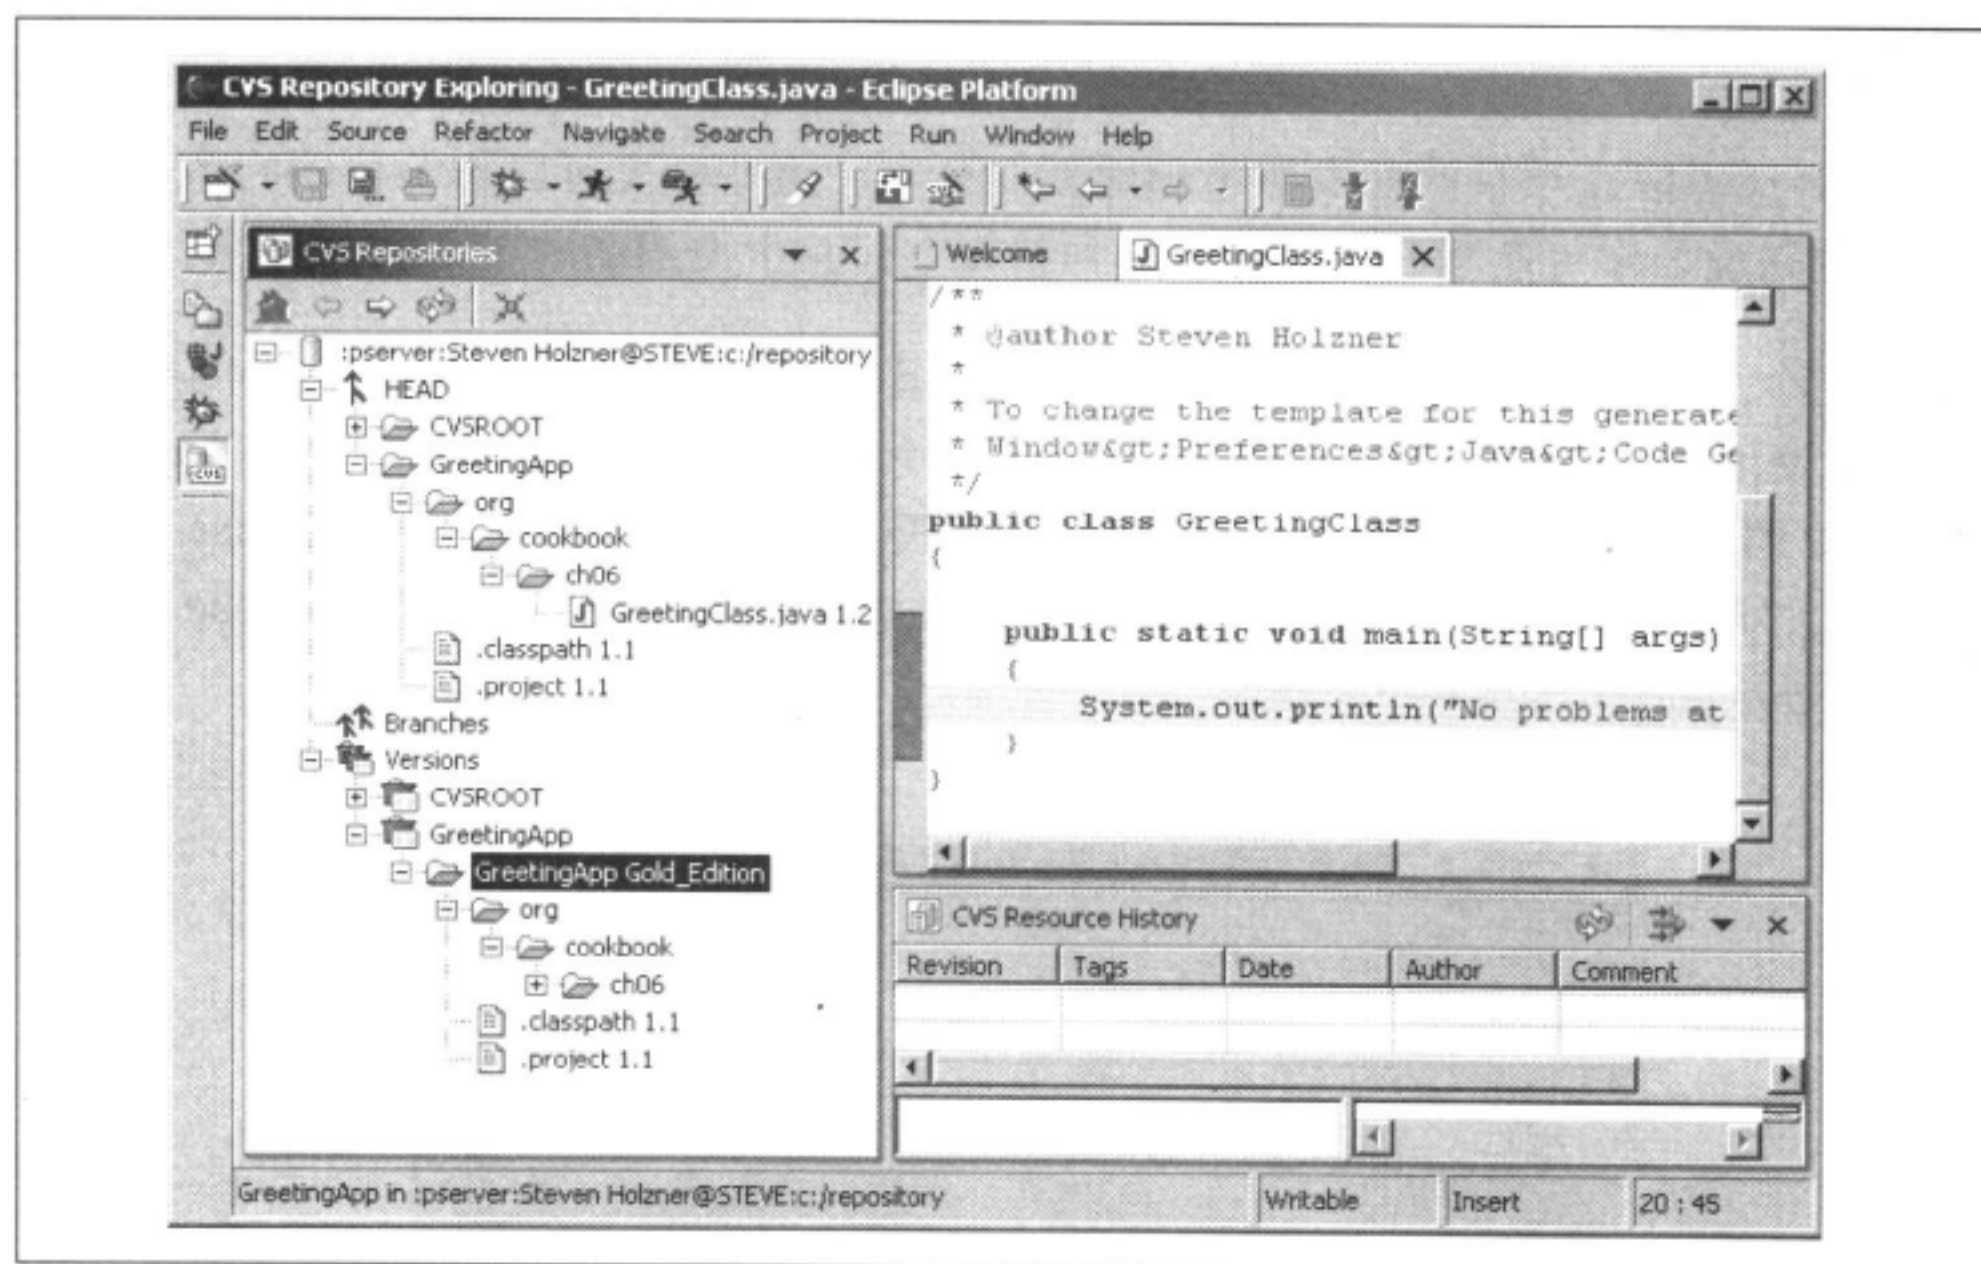 CVS Repository Exploring - GreetingClass.java - Eclipse Platform
File Edit Source Refactor Navigate Search Project Run Window Help
CVS Repositories
:pserver:Steven Holzner@STEVE:c:/repository
HEAD
CVSROOT
GreetingApp
org
cookbook
ch06
GreetingClass.java 1.2
.classpath 1.1
.project 1.1
Branches
Versions
CVSROOT
GreetingApp
GreetingApp Gold_Edition
org
cookbook
ch06
.classpath 1.1
.project 1.1
Welcome
GreetingClass.java
/**
* @author Steven Holzner
*
* To change the template for this generate
* Window&gt;Preferences&gt;Java&gt;Code Ge
*/
public class GreetingClass
{
public static void main(String[] args)
{
System.out.println("No problems at
}
}
CVS Resource History
Revision Tags Date Author Comment
GreetingApp in :pserver:Steven Holzner@STEVE:c:/repository
Writable
Insert
20 : 45